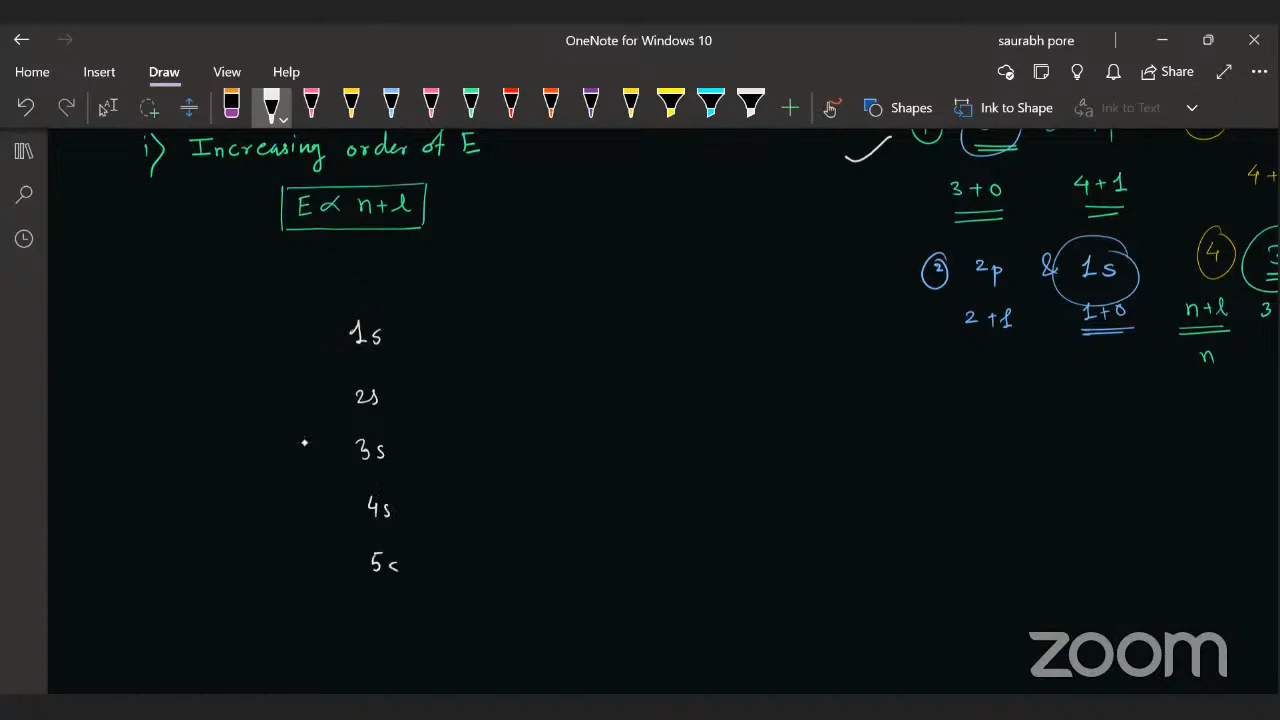 OneNote for Windows 10
saurabh pore
Home Insert Draw View Help
Share
Shapes
Ink to Shape
Ink to Text
i) Increasing order of E
E ∝ n+l
1s
2s
3s
4s
5s
3+0
4+1
4+
② 2p & 1s
2+1
1+0
4
n+l
3
n
zoom